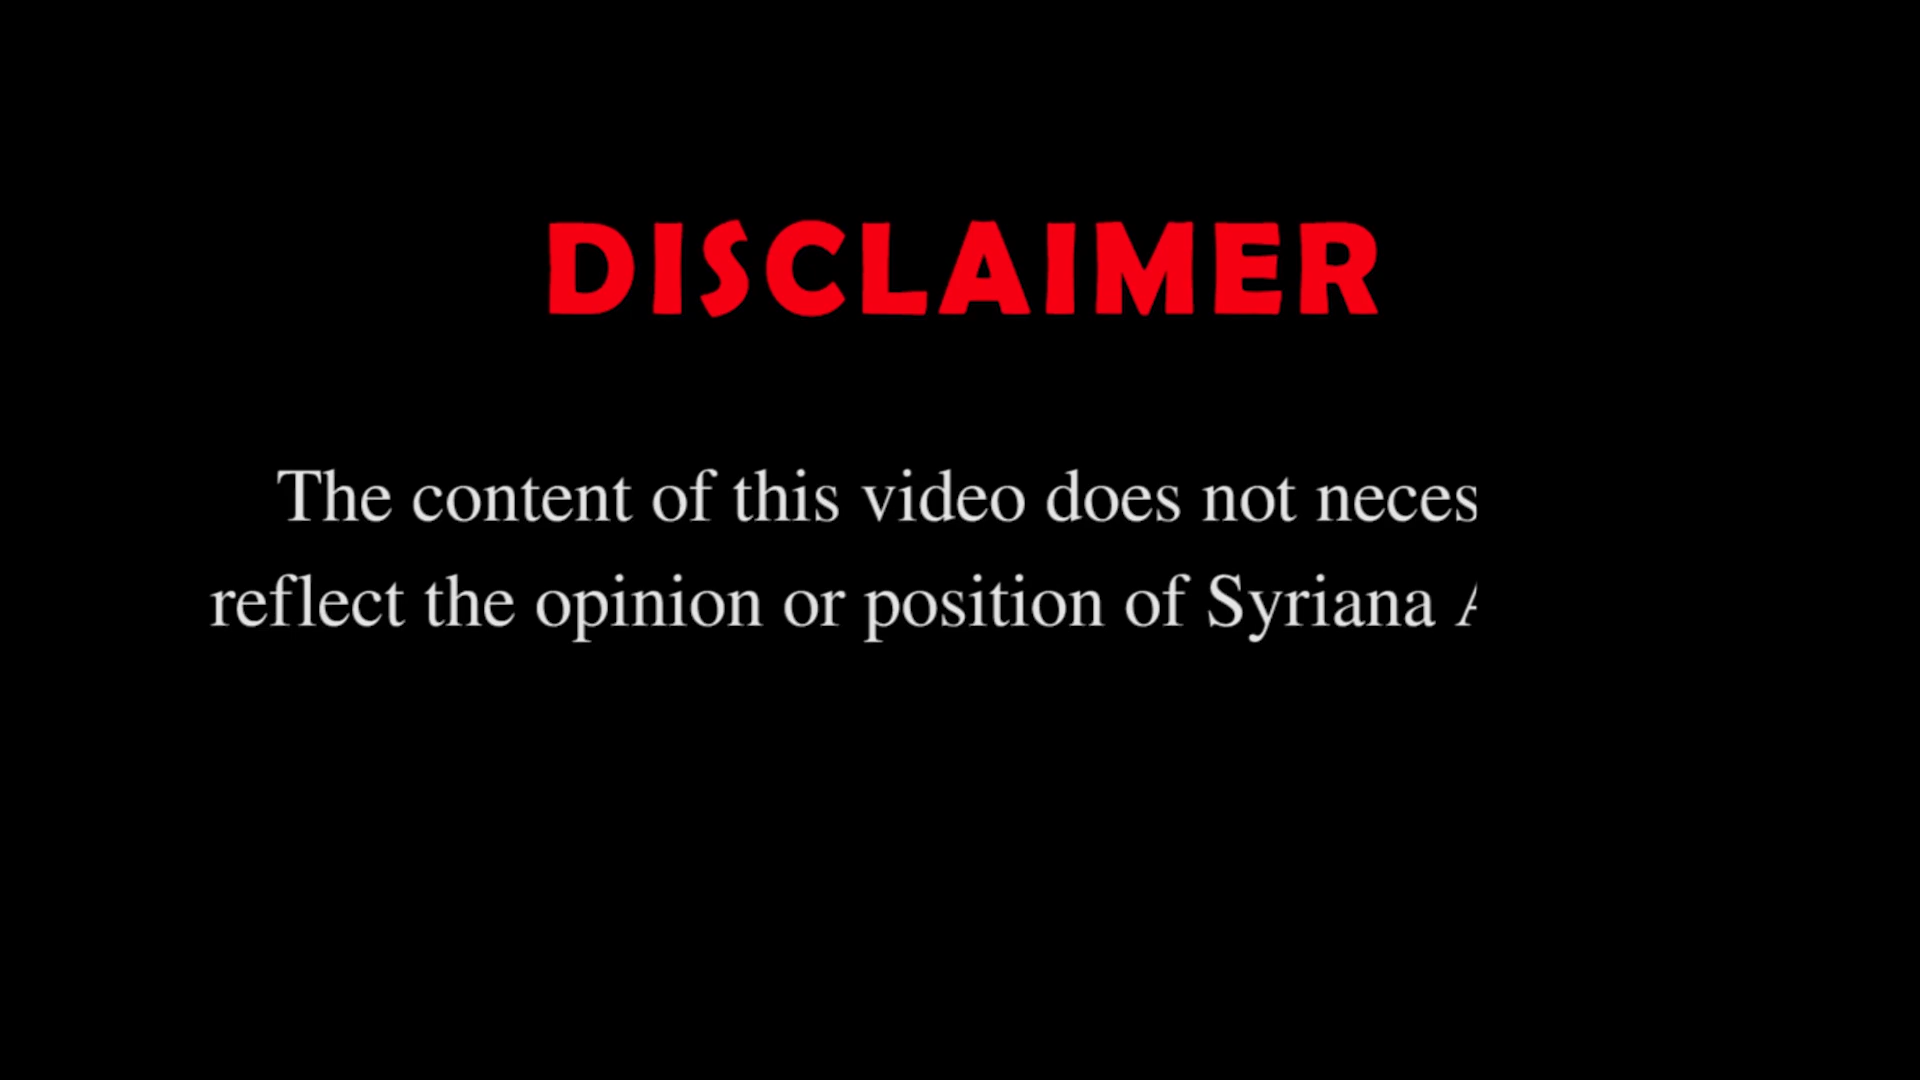 DISCLAIMER
The content of this video does not neces
reflect the opinion or position of Syriana